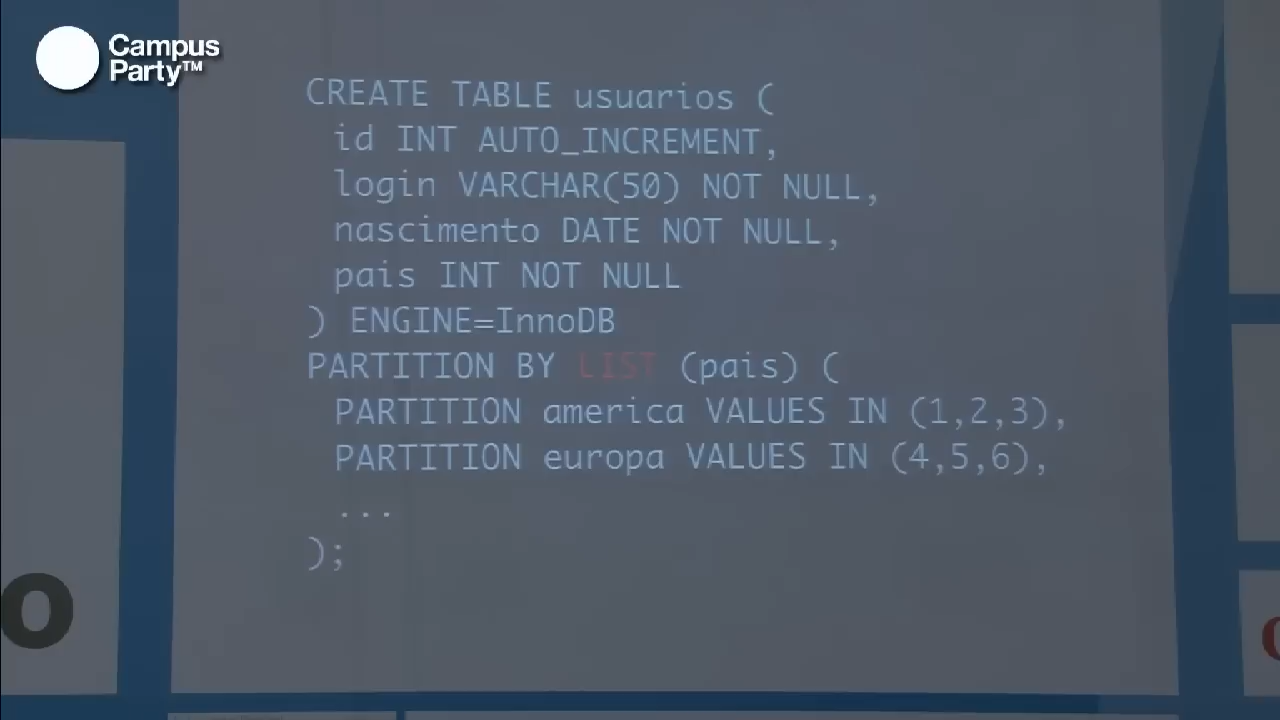 Campus
Party™
CREATE TABLE usuarios (
id INT AUTO_INCREMENT,
login VARCHAR(50) NOT NULL,
nascimento DATE NOT NULL,
pais INT NOT NULL
) ENGINE=InnoDB
PARTITION BY LIST (pais) (
PARTITION america VALUES IN (1,2,3),
PARTITION europa VALUES IN (4,5,6),
...
);
o